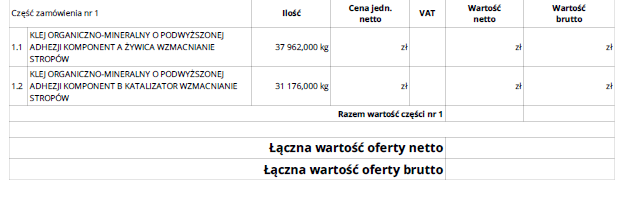 Część zamówienia nr 1 Ilość Cena jedn. netto VAT Wartość netto Wartość brutto
1.1 KLEJ ORGANICZNO-MINERALNY O PODWYŻSZONEJ
ADHEZJI KOMPONENT A ŻYWICA WZMACNIANIE
STROPÓW
37 962,000 kg zł zł zł
1.2 KLEJ ORGANICZNO-MINERALNY O PODWYŻSZONEJ
ADHEZJI KOMPONENT B KATALIZATOR WZMACNIANIE
STROPÓW
31 176,000 kg zł zł zł
Razem wartość części nr 1
Łączna wartość oferty netto
Łączna wartość oferty brutto